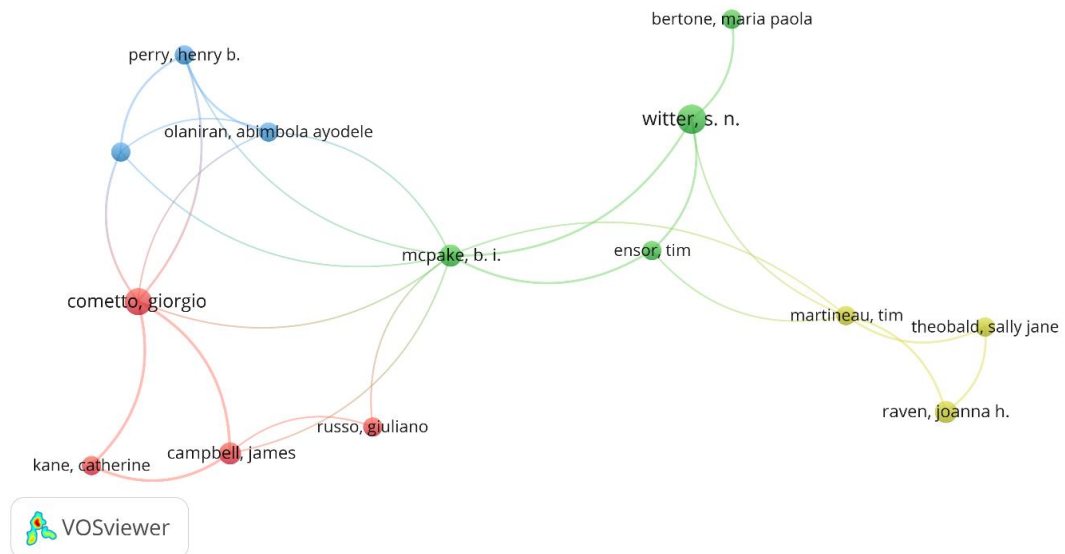 bertone, maria paola
perry, henry b.
witter, s. n.
olaniran, abimbola ayodele
mcpake, b. i.
ensor, tim
cometto, giorgio
martineau, tim
theobald, sally jane
raven, joanna h.
russo, giuliano
campbell, james
kane, catherine
VOSviewer